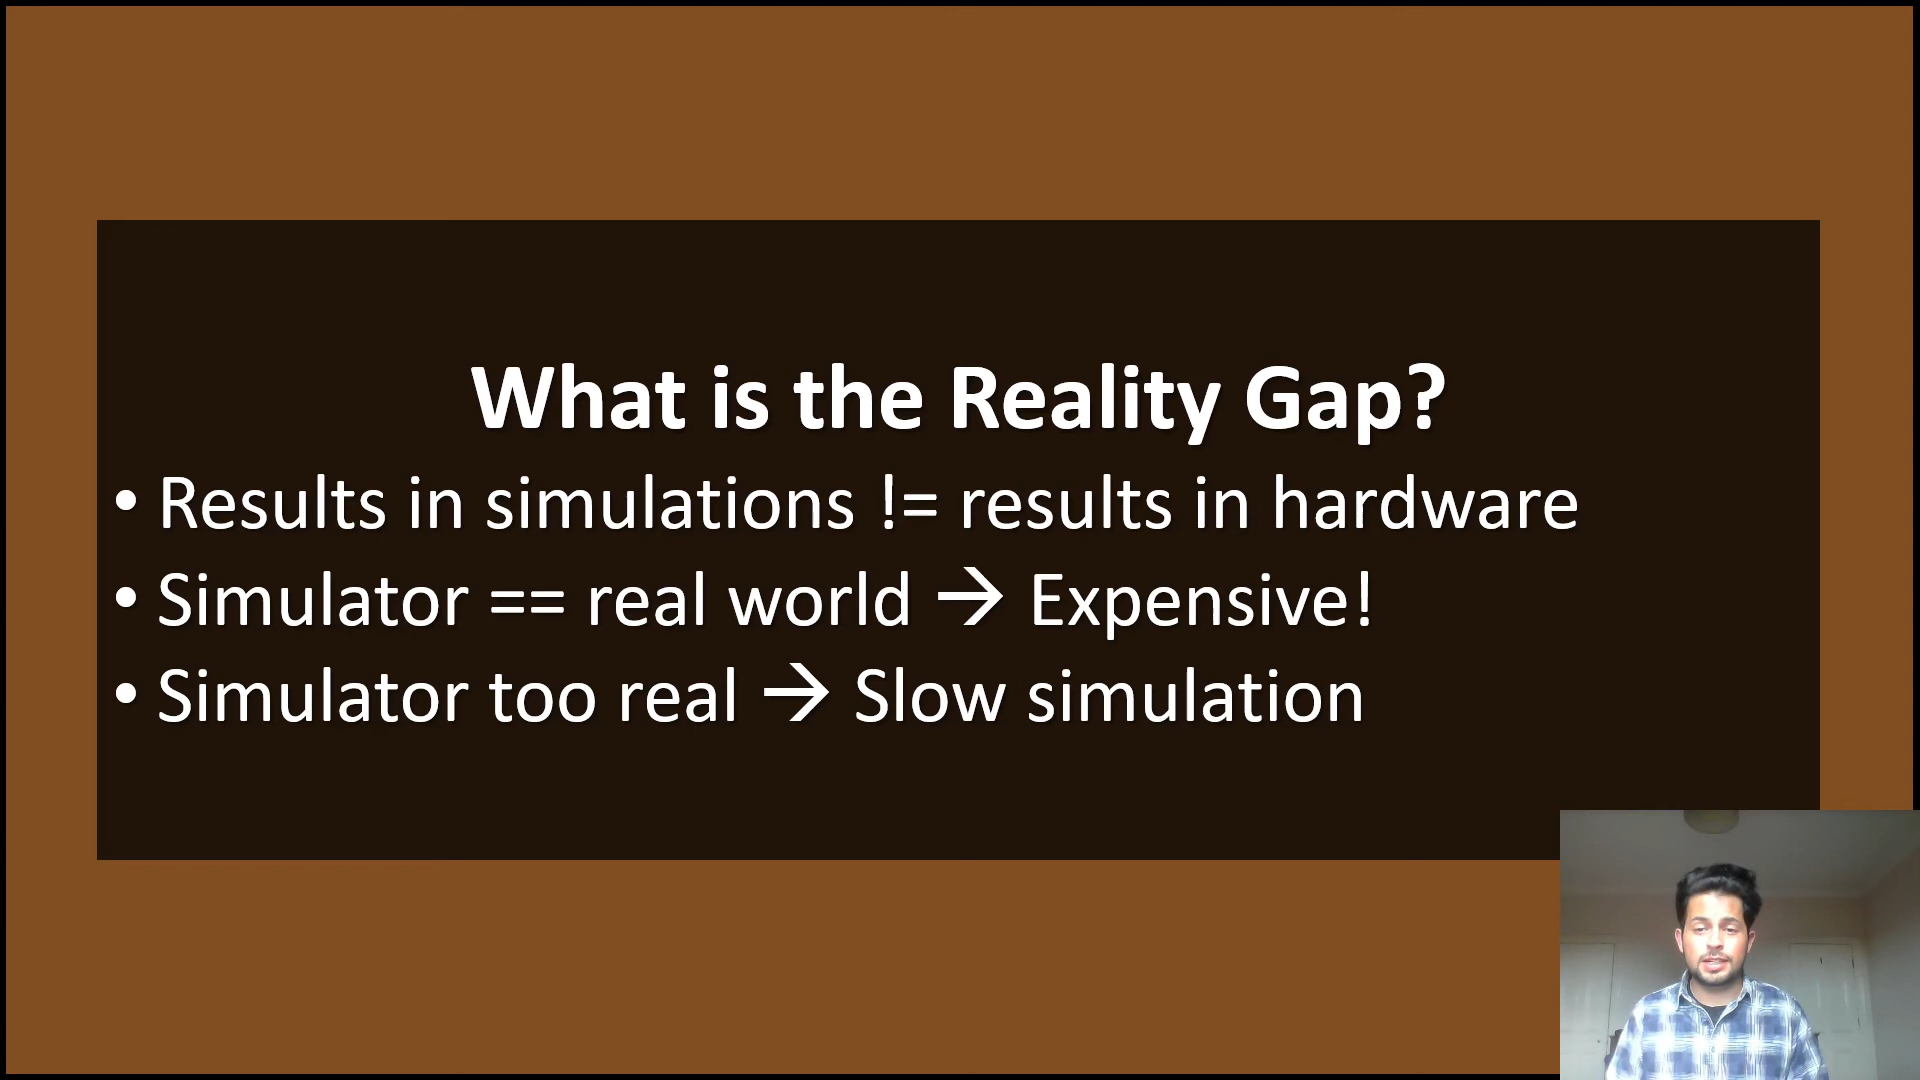 What is the Reality Gap?
• Results in simulations != results in hardware
• Simulator == real world → Expensive!
• Simulator too real → Slow simulation